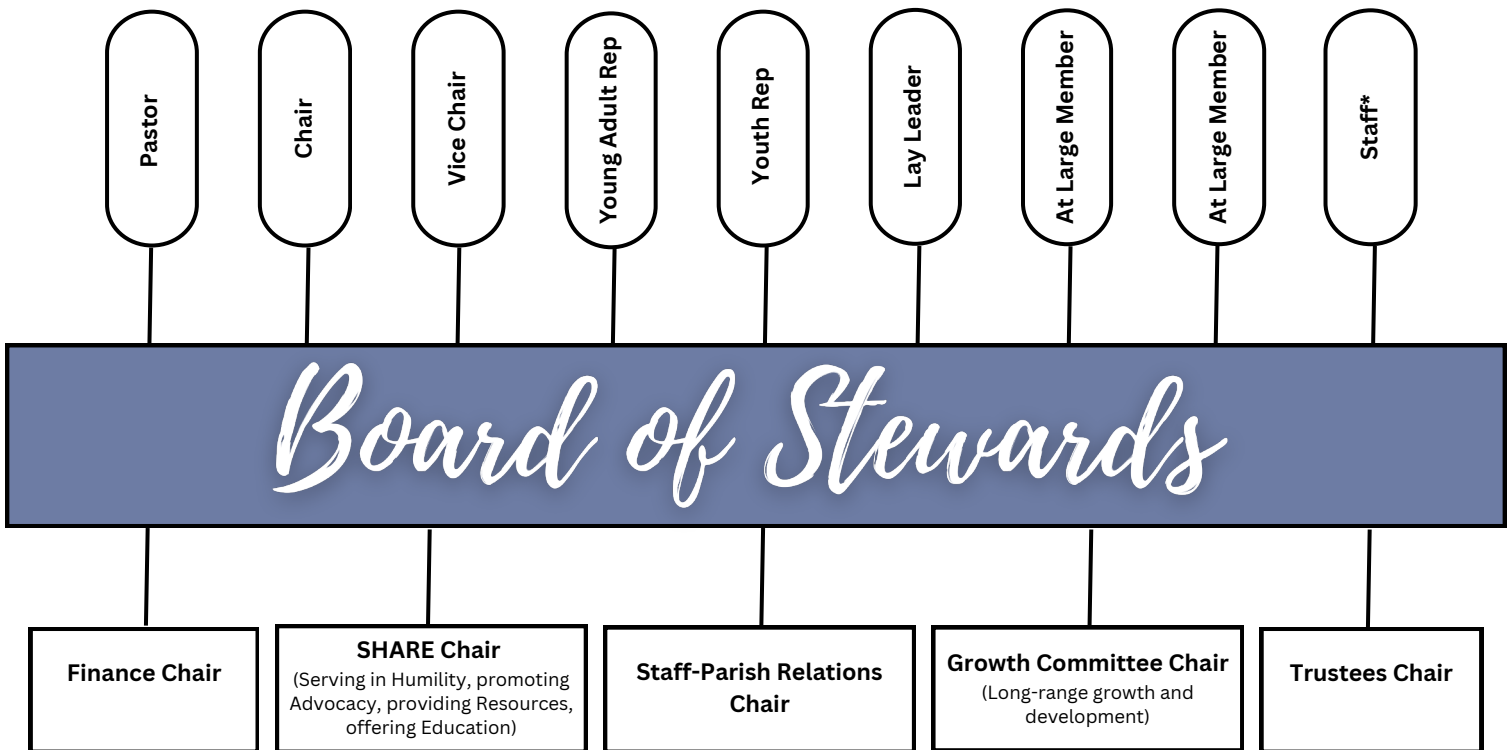 Pastor
Chair
Vice Chair
Young Adult Rep
Youth Rep
Lay Leader
At Large Member
At Large Member
Staff*
Board of Stewards
Finance Chair
SHARE Chair
(Serving in Humility, promoting
Advocacy, providing Resources,
offering Education)
Staff-Parish Relations
Chair
Growth Committee Chair
(Long-range growth and
development)
Trustees Chair